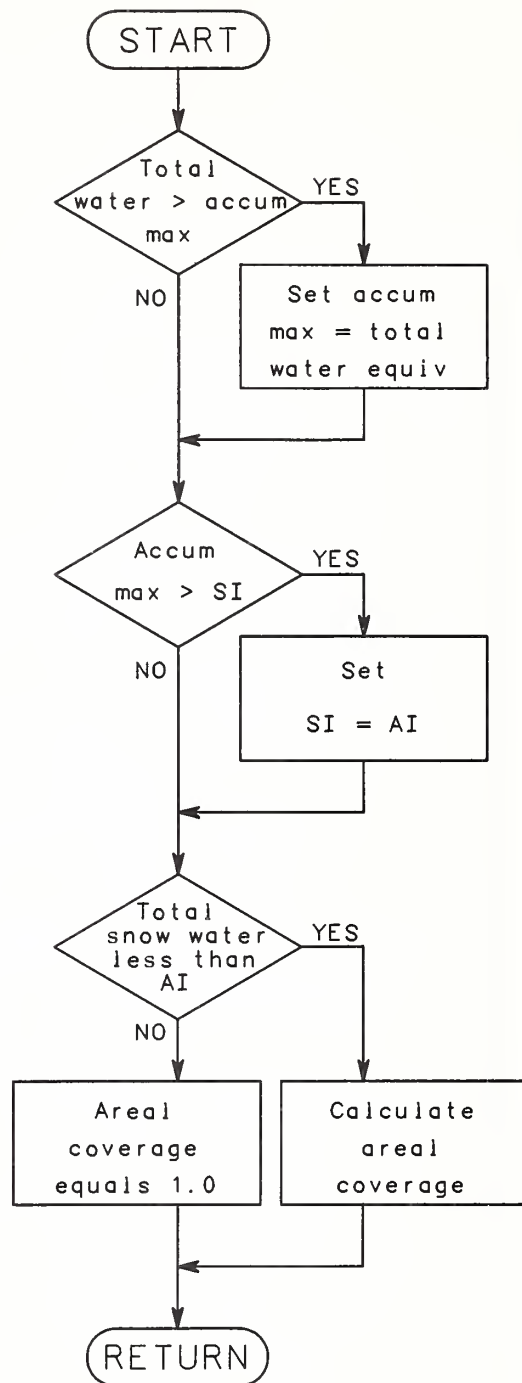 START
Total
water > accum
max
YES
NO
Set accum
max = total
water equiv
Accum
max > SI
YES
NO
Set
SI = AI
Total
snow water
less than
AI
YES
NO
Areal
coverage
equals 1.0
Calculate
areal
coverage
RETURN